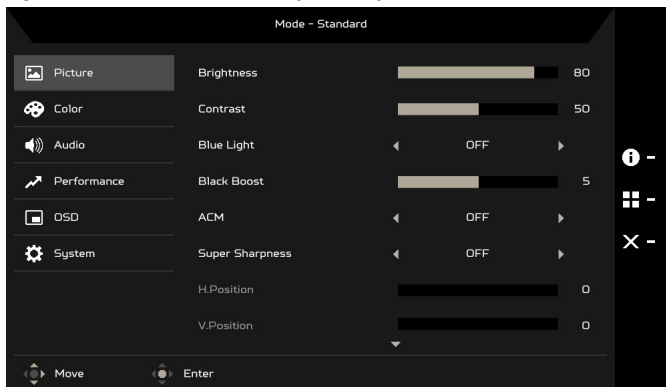 Mode - Standard
Picture
Brightness 80
Color
Contrast 50
Audio
Blue Light OFF
Performance
Black Boost 5
OSD
ACM OFF
System
Super Sharpness OFF
H.Position 0
V.Position 0
Move Enter